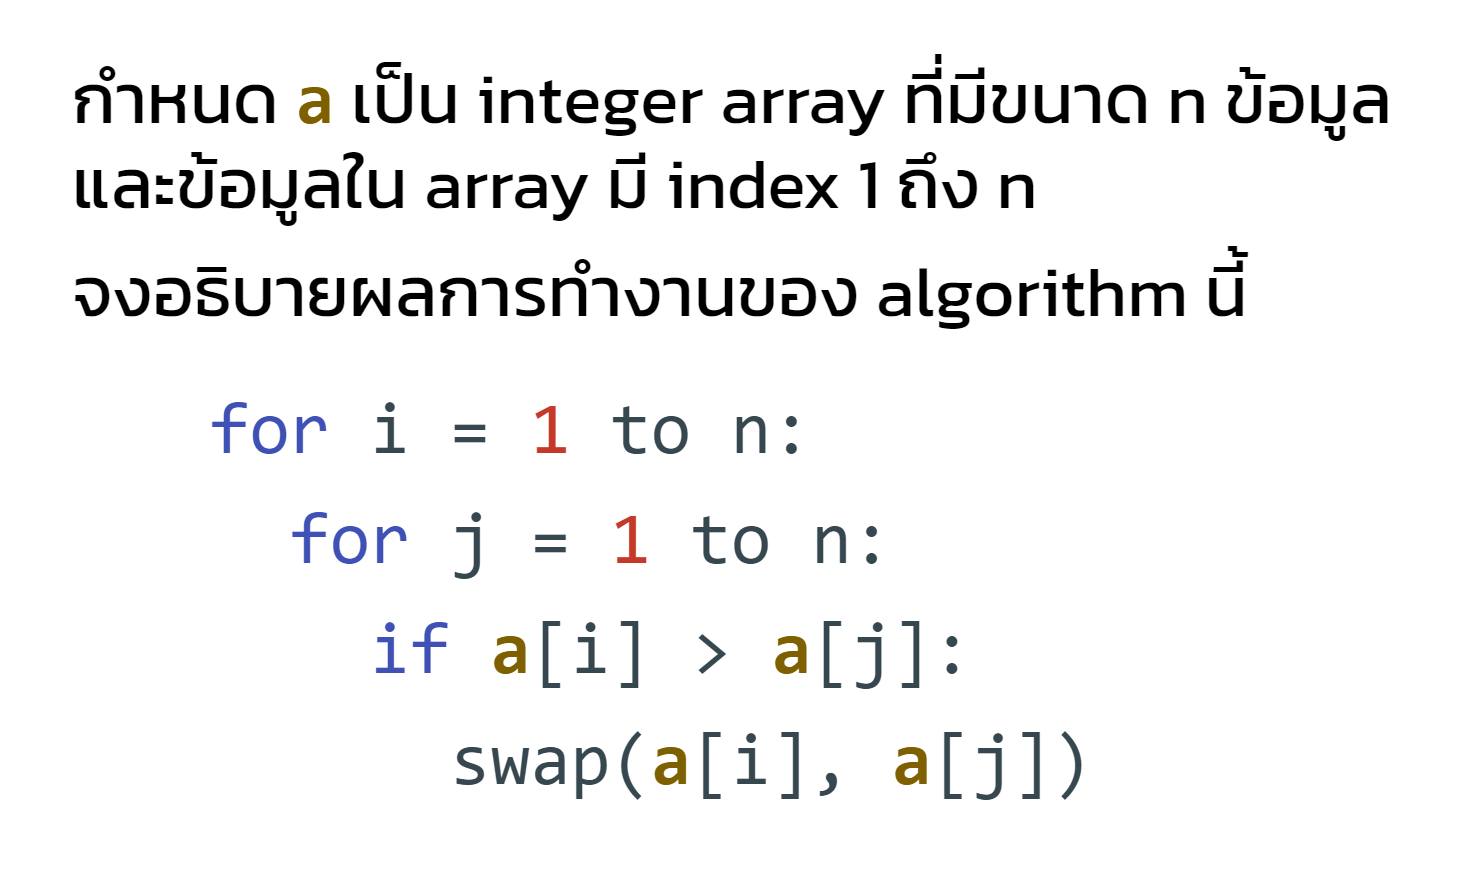 กำหนด a เป็น integer array ที่มีขนาด n ข้อมูล
และข้อมูลใน array มี index 1 ถึง n
จงอธิบายผลการทำงานของ algorithm นี้
for i = 1 to n:
for j = 1 to n:
if a[i] > a[j]:
swap(a[i], a[j])